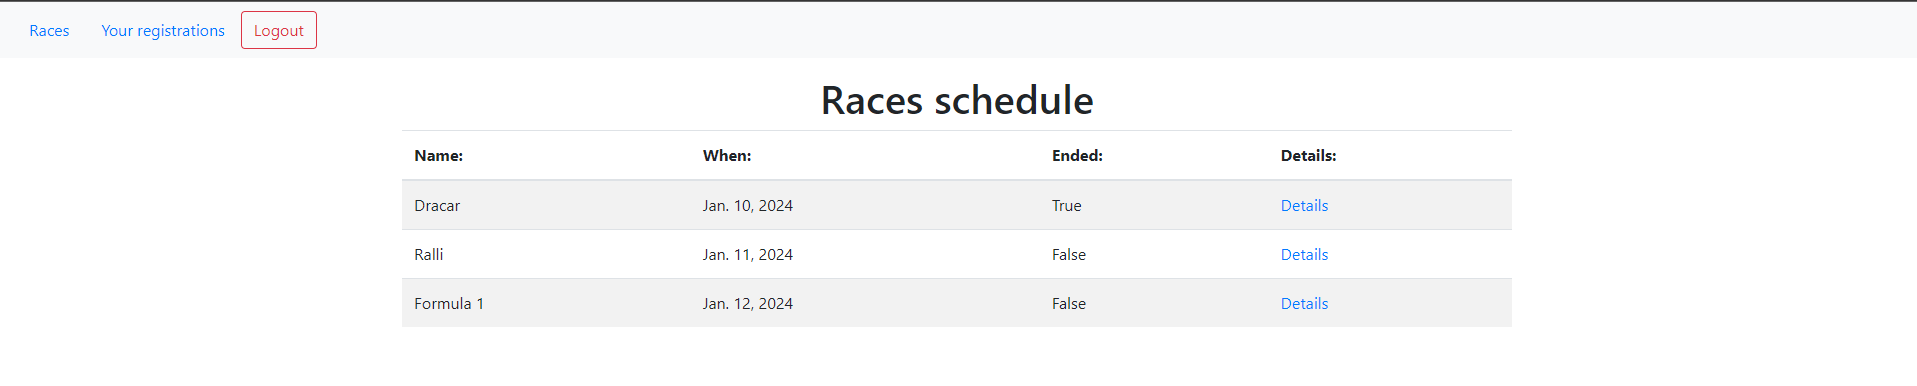 Races Your registrations Logout
Races schedule
Name: When: Ended: Details:
Dracar Jan. 10, 2024 True Details
Ralli Jan. 11, 2024 False Details
Formula 1 Jan. 12, 2024 False Details